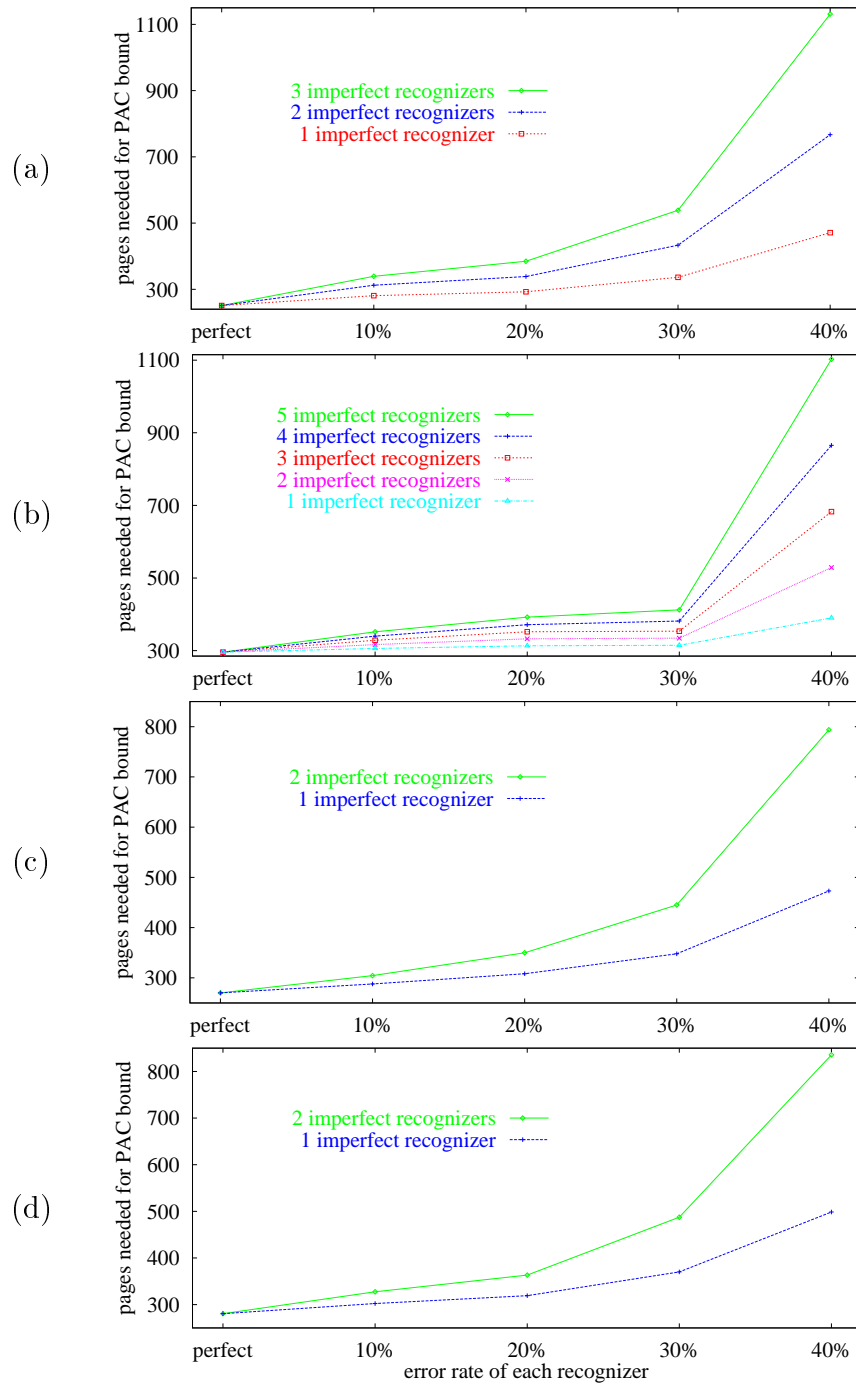 (a)
pages needed for PAC bound
1100
900
700
500
300
3 imperfect recognizers
2 imperfect recognizers
1 imperfect recognizer
perfect 10% 20% 30% 40%
(b)
pages needed for PAC bound
1100
900
700
500
300
5 imperfect recognizers
4 imperfect recognizers
3 imperfect recognizers
2 imperfect recognizers
1 imperfect recognizer
perfect 10% 20% 30% 40%
(c)
pages needed for PAC bound
800
700
600
500
400
300
2 imperfect recognizers
1 imperfect recognizer
perfect 10% 20% 30% 40%
(d)
pages needed for PAC bound
800
700
600
500
400
300
2 imperfect recognizers
1 imperfect recognizer
perfect 10% 20% 30% 40%
error rate of each recognizer